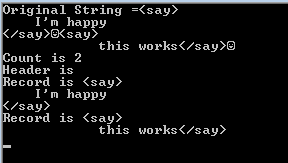 Original String =<say>
I'm happy
</say>☺<say>
this works</say>☺
Count is 2
Header is
Record is <say>
I'm happy
</say>
Record is <say>
this works</say>